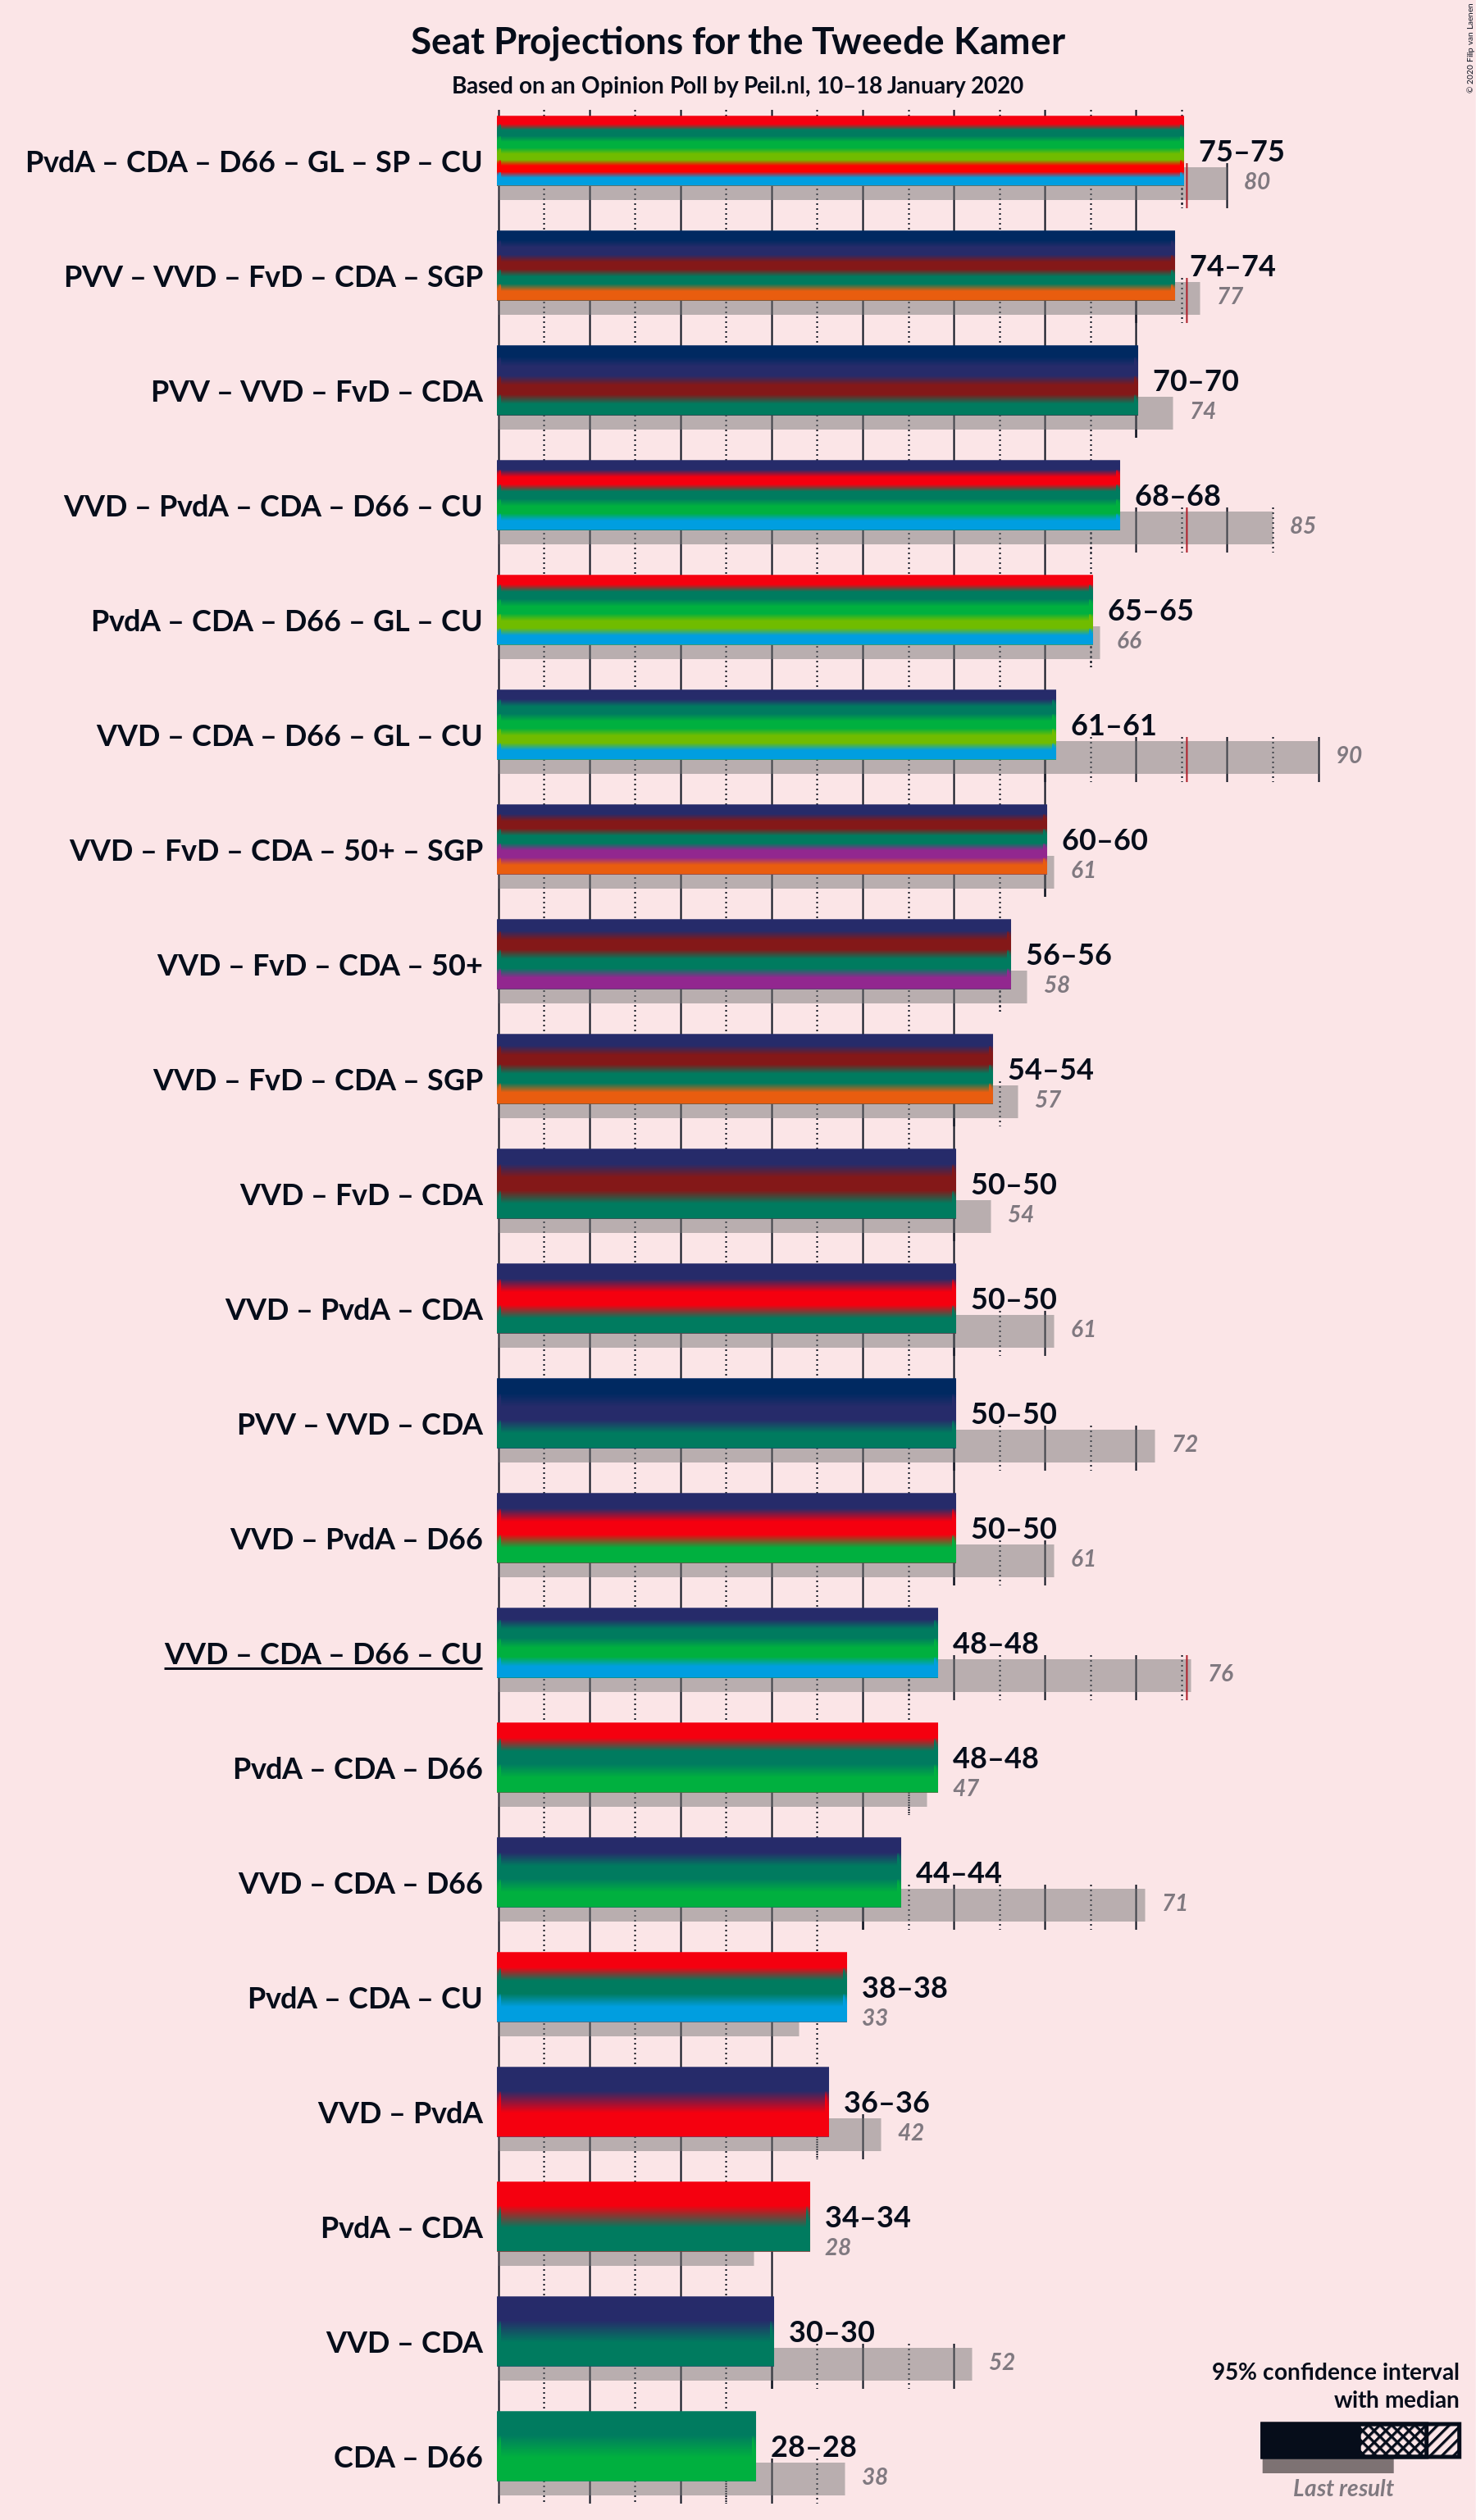 Seat Projections for the Tweede Kamer
Based on an Opinion Poll by Peil.nl, 10–18 January 2020
© 2020 Filip van Laenen
PvdA – CDA – D66 – GL – SP – CU
75–75
80
PVV – VVD – FvD – CDA – SGP
74–74
77
PVV – VVD – FvD – CDA
70–70
74
VVD – PvdA – CDA – D66 – CU
68–68
85
PvdA – CDA – D66 – GL – CU
65–65
66
VVD – CDA – D66 – GL – CU
61–61
90
VVD – FvD – CDA – 50+ – SGP
60–60
61
VVD – FvD – CDA – 50+
56–56
58
VVD – FvD – CDA – SGP
54–54
57
VVD – FvD – CDA
50–50
54
VVD – PvdA – CDA
50–50
61
PVV – VVD – CDA
50–50
72
VVD – PvdA – D66
50–50
61
VVD – CDA – D66 – CU
48–48
76
PvdA – CDA – D66
48–48
47
VVD – CDA – D66
44–44
71
PvdA – CDA – CU
38–38
33
VVD – PvdA
36–36
42
PvdA – CDA
34–34
28
VVD – CDA
30–30
52
CDA – D66
28–28
38
95% confidence interval
with median
Last result